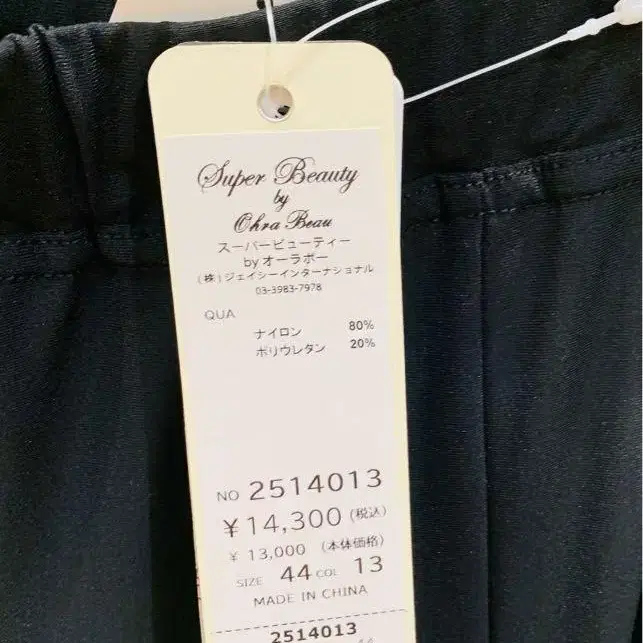 Super Beauty
by
Ohra Beau
スーパービューティー
by オーラボー
(株)ジェイシーインターナショナル
03-3983-7978
QUA
ナイロン 80%
ポリウレタン 20%
NO 2514013
¥14,300(税込)
¥ 13,000 (本体価格)
SIZE 44 COL 13
MADE IN CHINA
2514013